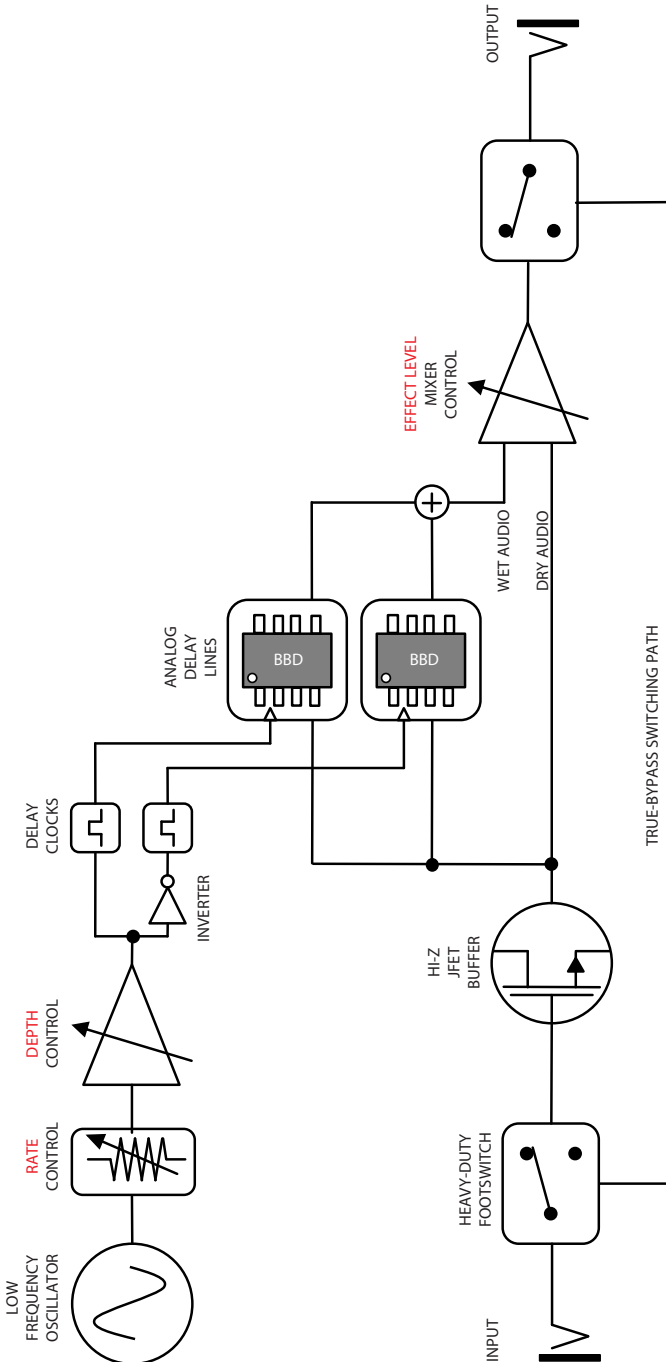 LOW
FREQUENCY
OSCILLATOR
RATE
CONTROL
DEPTH
CONTROL
INVERTER
DELAY
CLOCKS
ANALOG
DELAY
LINES
BBD
BBD
EFFECT LEVEL
MIXER
CONTROL
WET AUDIO
DRY AUDIO
INPUT
HEAVY-DUTY
FOOTSWITCH
HI-Z
JFET
BUFFER
OUTPUT
TRUE-BYPASS SWITCHING PATH